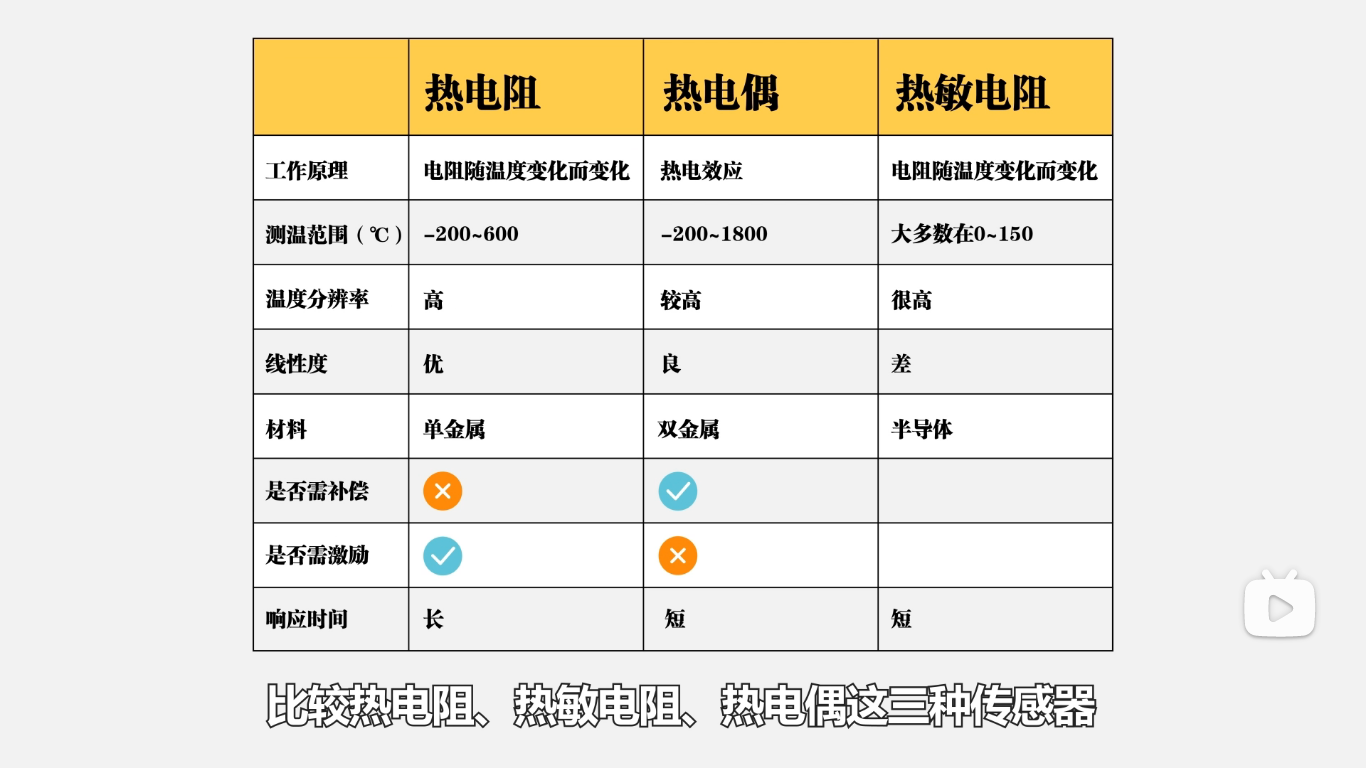 热电阻 热电偶 热敏电阻
工作原理 电阻随温度变化而变化 热电效应 电阻随温度变化而变化
测温范围（℃） -200~600 -200~1800 大多数在0~150
温度分辨率 高 较高 很高
线性度 优 良 差
材料 单金属 双金属 半导体
是否需补偿
是否需激励
响应时间 长 短 短
比较热电阻、热敏电阻、热电偶这三种传感器